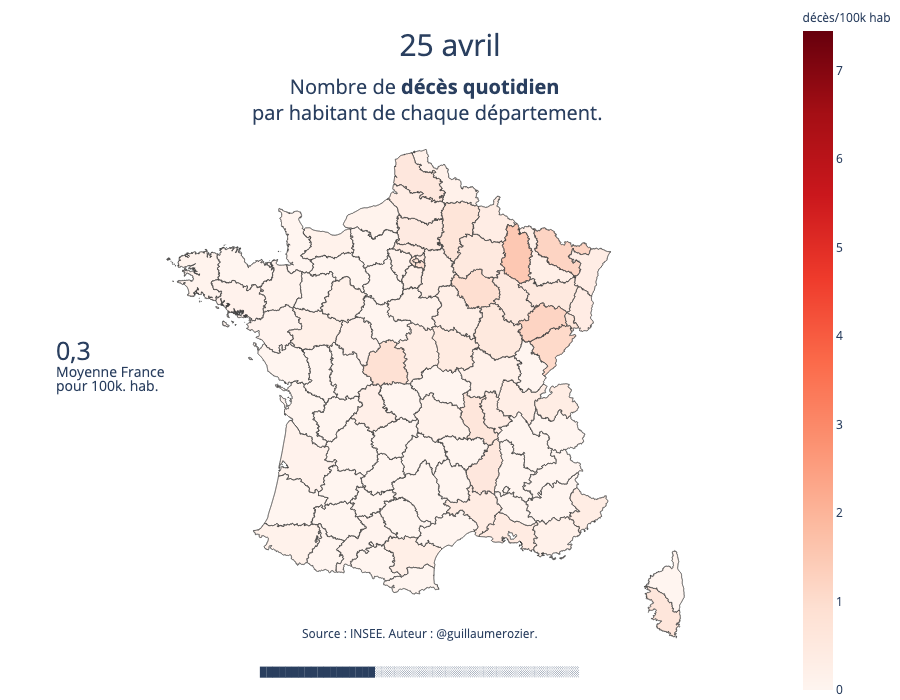 décès/100k hab
25 avril
Nombre de décès quotidien
par habitant de chaque département.
7
6
5
4
3
2
1
0
0,3
Moyenne France
pour 100k. hab.
Source : INSEE. Auteur : @guillaumerozier.